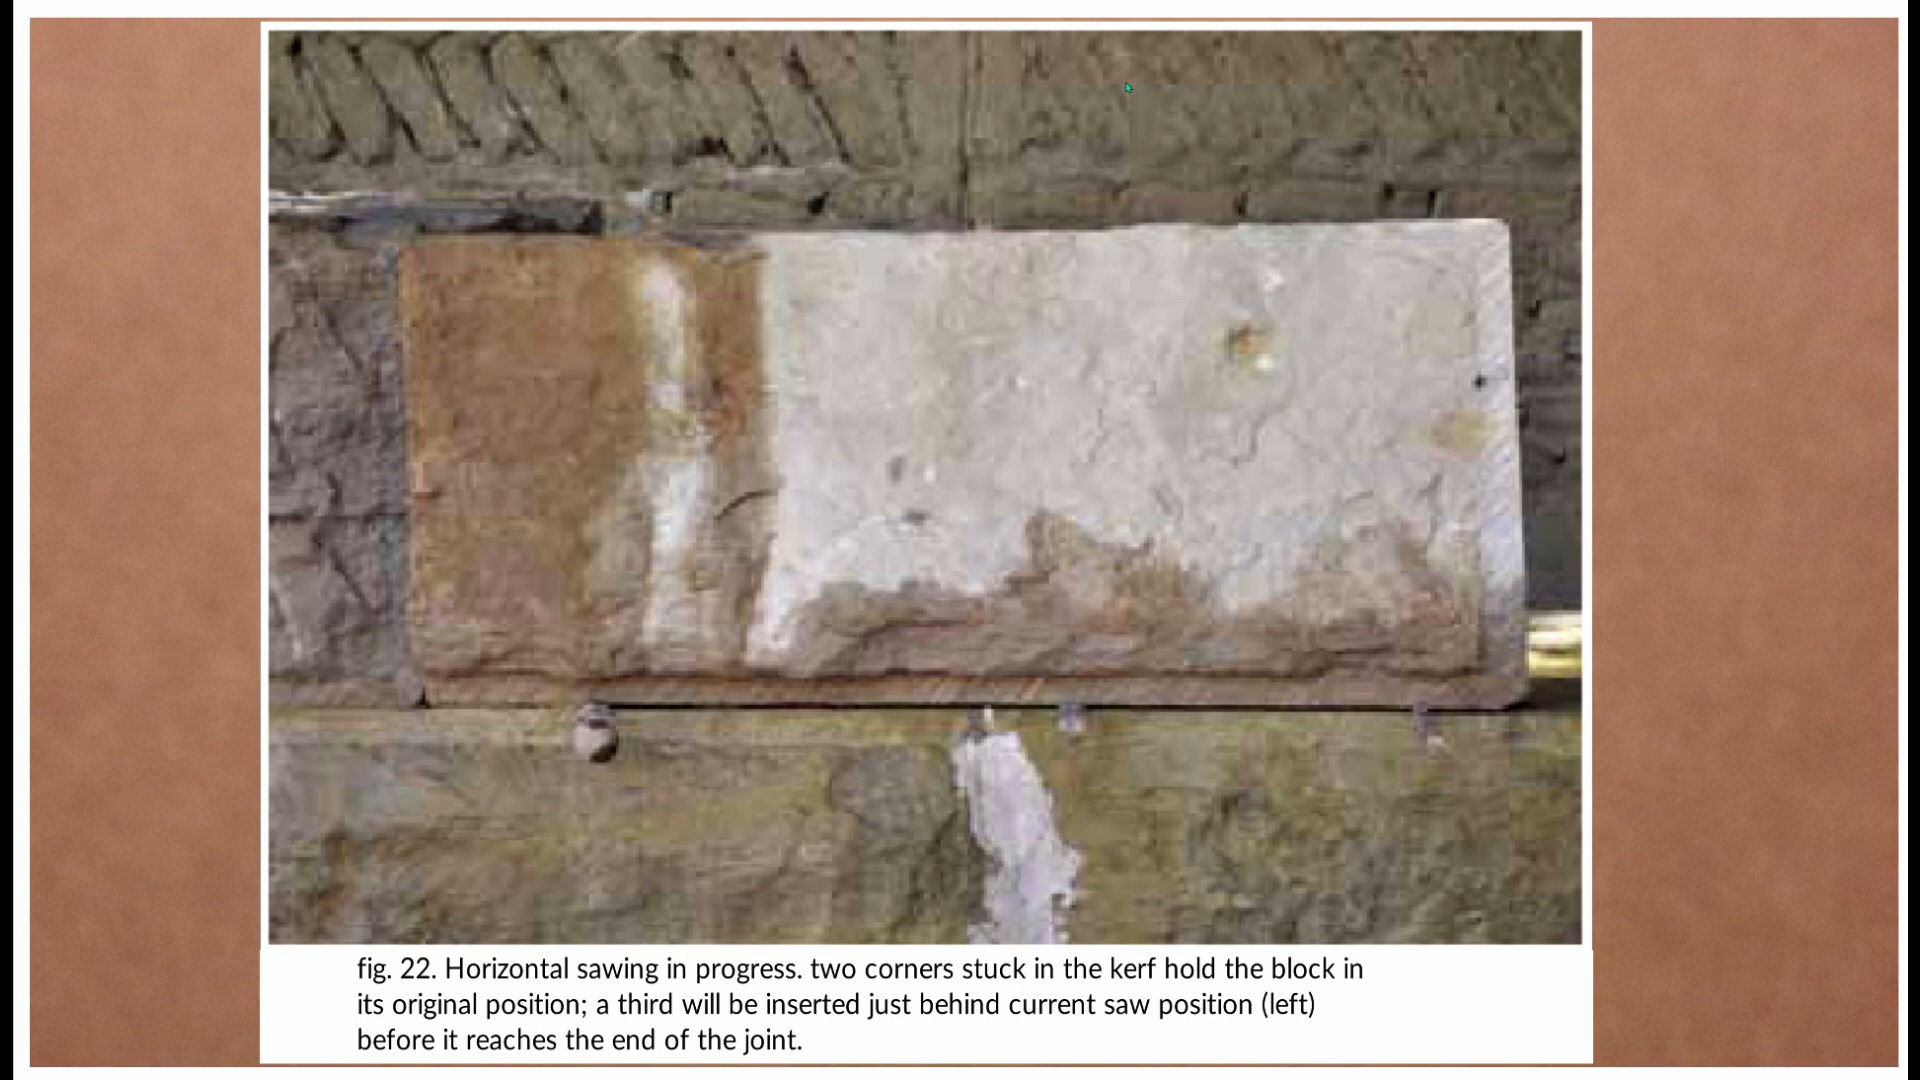 fig. 22. Horizontal sawing in progress. two corners stuck in the kerf hold the block in
its original position; a third will be inserted just behind current saw position (left)
before it reaches the end of the joint.